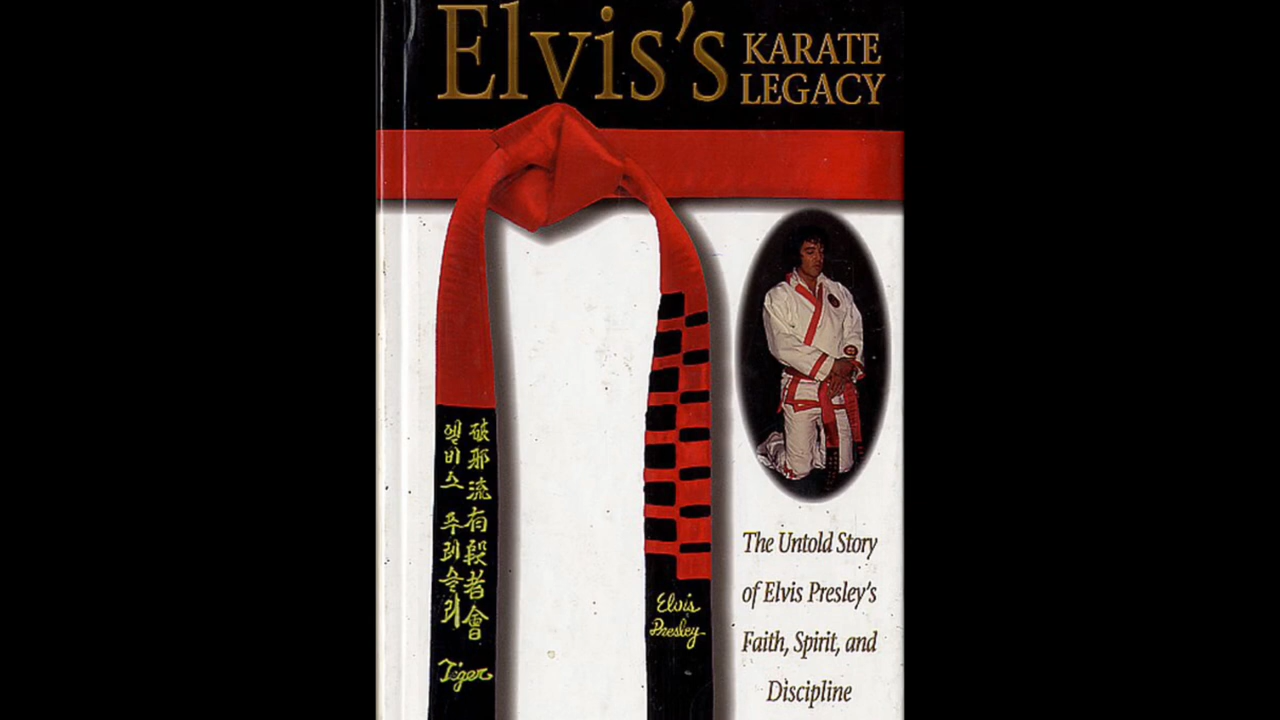 Elvis's
KARATE
LEGACY
엘비스 푸레슬리
破邪流有段者會
Tiger
Elvis
Presley
The Untold Story
of Elvis Presley's
Faith, Spirit, and
Discipline